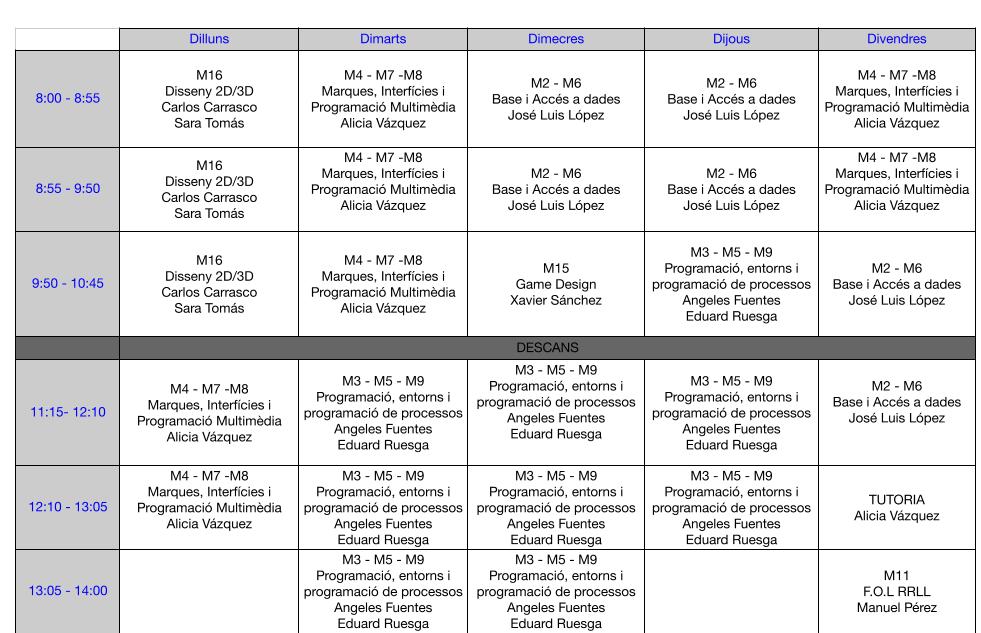 Dilluns Dimarts Dimecres Dijous Divendres
8:00 - 8:55
M16
Disseny 2D/3D
Carlos Carrasco
Sara Tomás
M4 - M7 -M8
Marques, Interfícies i
Programació Multimèdia
Alicia Vázquez
M2 - M6
Base i Accés a dades
José Luis López
M2 - M6
Base i Accés a dades
José Luis López
M4 - M7 -M8
Marques, Interfícies i
Programació Multimèdia
Alicia Vázquez
8:55 - 9:50
M16
Disseny 2D/3D
Carlos Carrasco
Sara Tomás
M4 - M7 -M8
Marques, Interfícies i
Programació Multimèdia
Alicia Vázquez
M2 - M6
Base i Accés a dades
José Luis López
M2 - M6
Base i Accés a dades
José Luis López
M4 - M7 -M8
Marques, Interfícies i
Programació Multimèdia
Alicia Vázquez
9:50 - 10:45
M16
Disseny 2D/3D
Carlos Carrasco
Sara Tomás
M4 - M7 -M8
Marques, Interfícies i
Programació Multimèdia
Alicia Vázquez
M15
Game Design
Xavier Sánchez
M3 - M5 - M9
Programació, entorns i
programació de processos
Angeles Fuentes
Eduard Ruesga
M2 - M6
Base i Accés a dades
José Luis López
DESCANS
11:15- 12:10
M4 - M7 -M8
Marques, Interfícies i
Programació Multimèdia
Alicia Vázquez
M3 - M5 - M9
Programació, entorns i
programació de processos
Angeles Fuentes
Eduard Ruesga
M3 - M5 - M9
Programació, entorns i
programació de processos
Angeles Fuentes
Eduard Ruesga
M3 - M5 - M9
Programació, entorns i
programació de processos
Angeles Fuentes
Eduard Ruesga
M2 - M6
Base i Accés a dades
José Luis López
12:10 - 13:05
M4 - M7 -M8
Marques, Interfícies i
Programació Multimèdia
Alicia Vázquez
M3 - M5 - M9
Programació, entorns i
programació de processos
Angeles Fuentes
Eduard Ruesga
M3 - M5 - M9
Programació, entorns i
programació de processos
Angeles Fuentes
Eduard Ruesga
M3 - M5 - M9
Programació, entorns i
programació de processos
Angeles Fuentes
Eduard Ruesga
TUTORIA
Alicia Vázquez
13:05 - 14:00
M3 - M5 - M9
Programació, entorns i
programació de processos
Angeles Fuentes
Eduard Ruesga
M3 - M5 - M9
Programació, entorns i
programació de processos
Angeles Fuentes
Eduard Ruesga
M11
F.O.L RRLL
Manuel Pérez